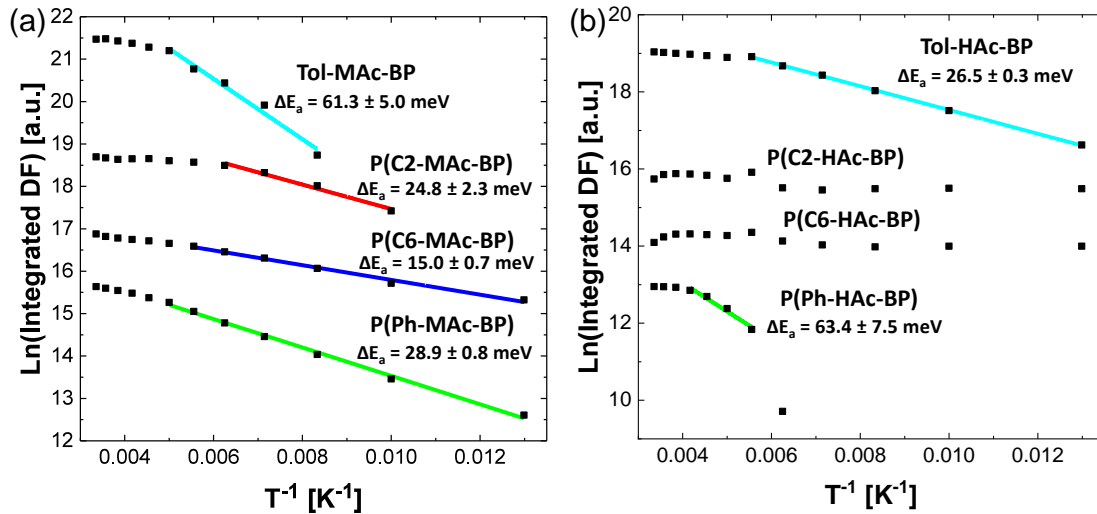 (a)
Ln(Integrated DF) [a.u.]
22
21
20
19
18
17
16
15
14
13
12
Tol-MAc-BP
ΔEa = 61.3 ± 5.0 meV
P(C2-MAc-BP)
ΔEa = 24.8 ± 2.3 meV
P(C6-MAc-BP)
ΔEa = 15.0 ± 0.7 meV
P(Ph-MAc-BP)
ΔEa = 28.9 ± 0.8 meV
0.004 0.006 0.008 0.010 0.012
T-1 [K-1]
(b)
Ln(Integrated DF) [a.u.]
20
18
16
14
12
10
Tol-HAc-BP
ΔEa = 26.5 ± 0.3 meV
P(C2-HAc-BP)
P(C6-HAc-BP)
P(Ph-HAc-BP)
ΔEa = 63.4 ± 7.5 meV
0.004 0.006 0.008 0.010 0.012
T-1 [K-1]